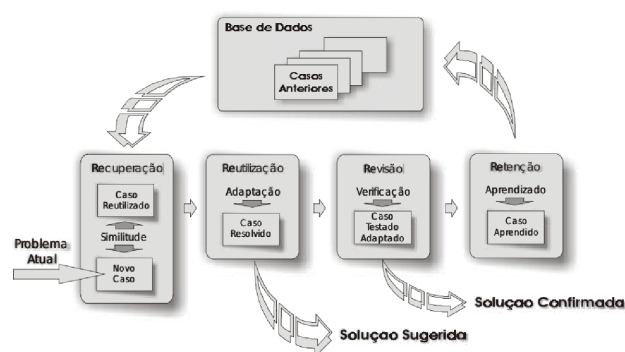 Base de Dados
Casos
Anteriores
Recuperação
Caso
Reutilizado
Similitude
Novo
Caso
Problema
Atual
Reutilização
Adaptação
Caso
Resolvido
Revisão
Verificação
Caso
Testado
Adaptado
Retenção
Aprendizado
Caso
Aprendido
Soluçao Confirmada
Soluçao Sugerida